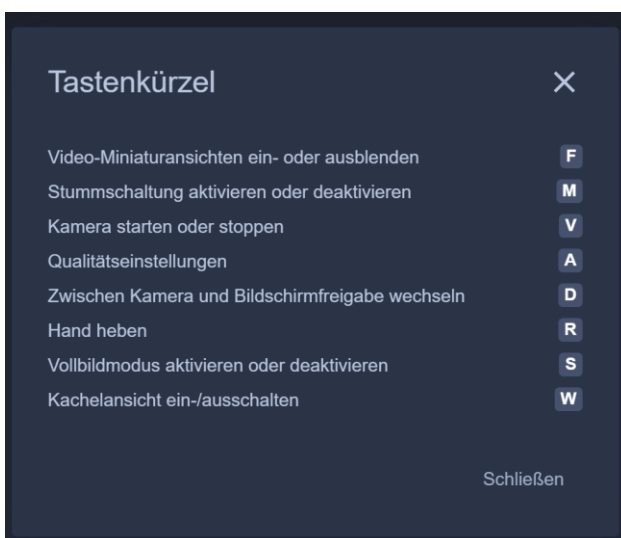 Tastenkürzel
Video-Miniaturansichten ein- oder ausblenden F
Stummschaltung aktivieren oder deaktivieren M
Kamera starten oder stoppen V
Qualitätseinstellungen A
Zwischen Kamera und Bildschirmfreigabe wechseln D
Hand heben R
Vollbildmodus aktivieren oder deaktivieren S
Kachelansicht ein-/ausschalten W
Schließen